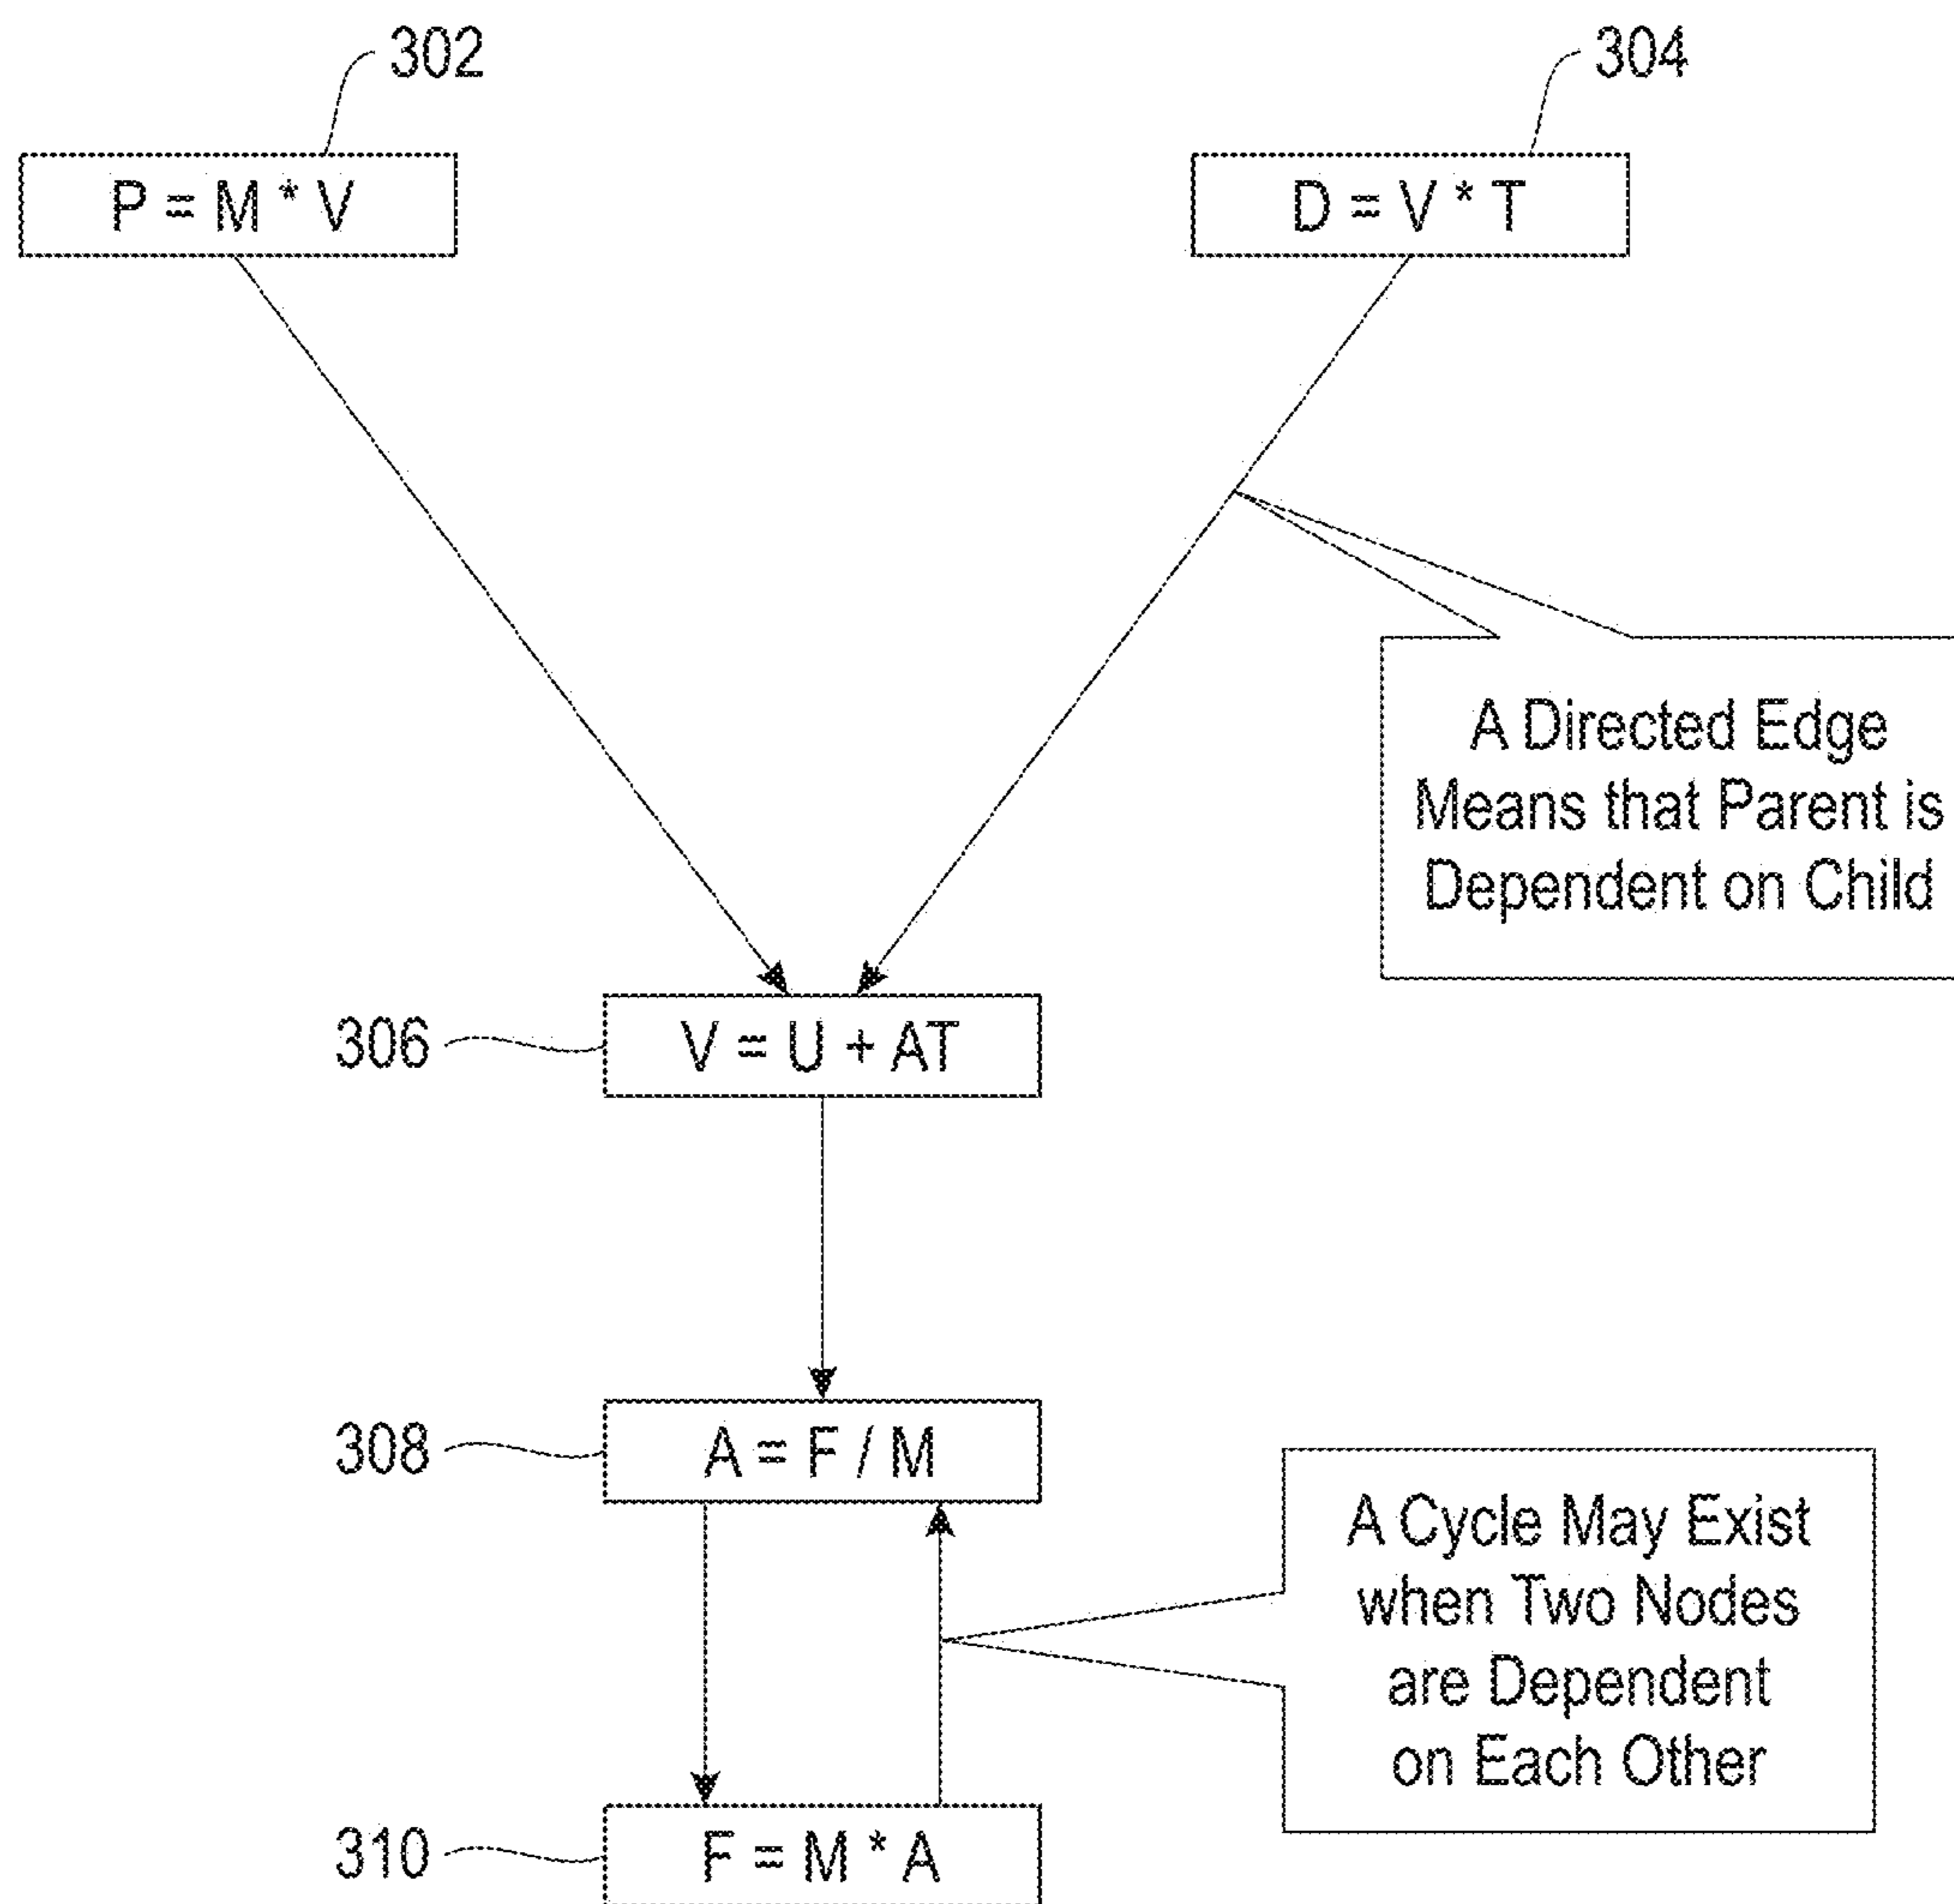 302
304
P = M * V
D = V * T
A Directed Edge
Means that Parent is
Dependent on Child
306
V = U + AT
308
A = F / M
A Cycle May Exist
when Two Nodes
are Dependent
on Each Other
310
F = M * A